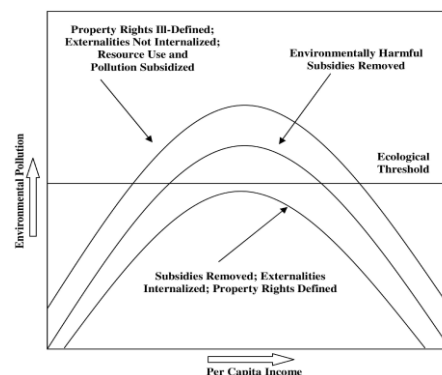 Property Rights Ill-Defined;
Externalities Not Internalized;
Resource Use and
Pollution Subsidized
Environmentally Harmful
Subsidies Removed
Ecological
Threshold
Environmental Pollution
Subsidies Removed; Externalities
Internalized; Property Rights Defined
Per Capita Income